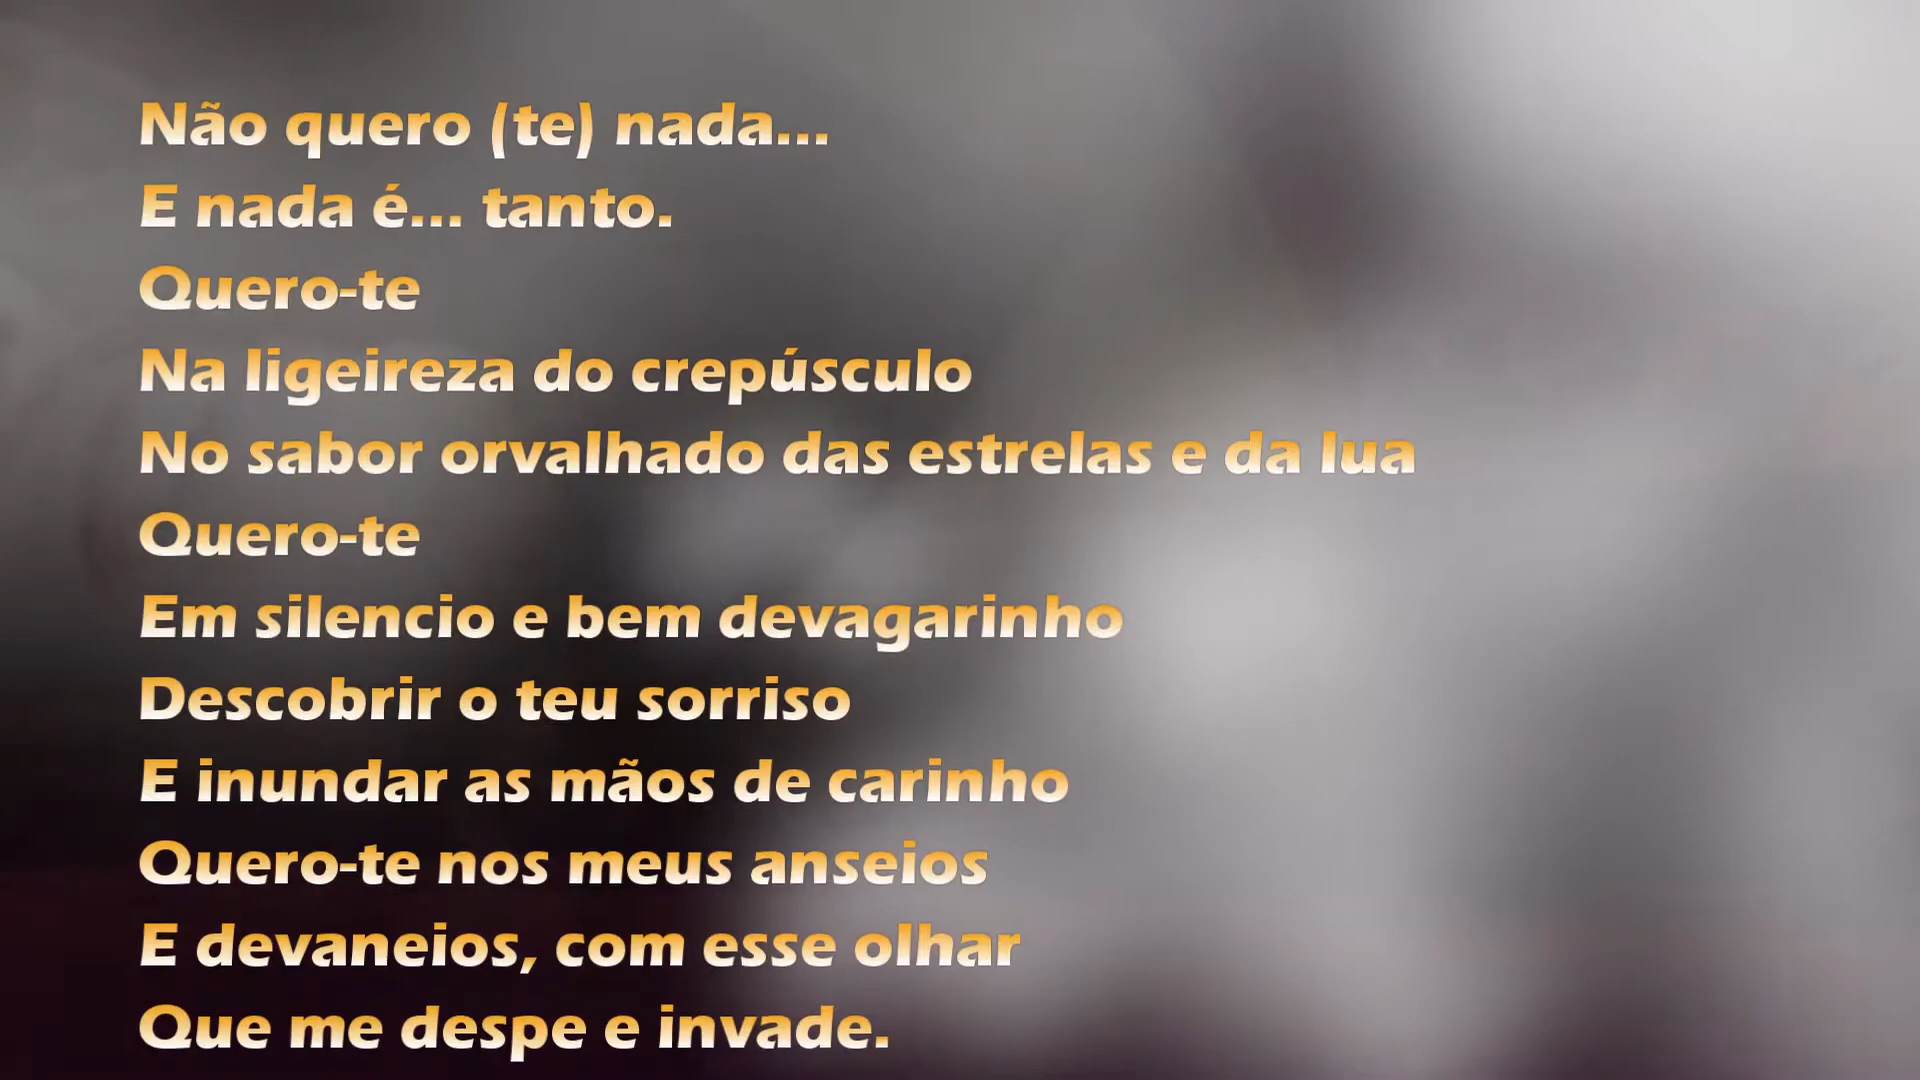 Não quero (te) nada...
E nada é... tanto.
Quero-te
Na ligeireza do crepúsculo
No sabor orvalhado das estrelas e da lua
Quero-te
Em silencio e bem devagarinho
Descobrir o teu sorriso
E inundar as mãos de carinho
Quero-te nos meus anseios
E devaneios, com esse olhar
Que me despe e invade.